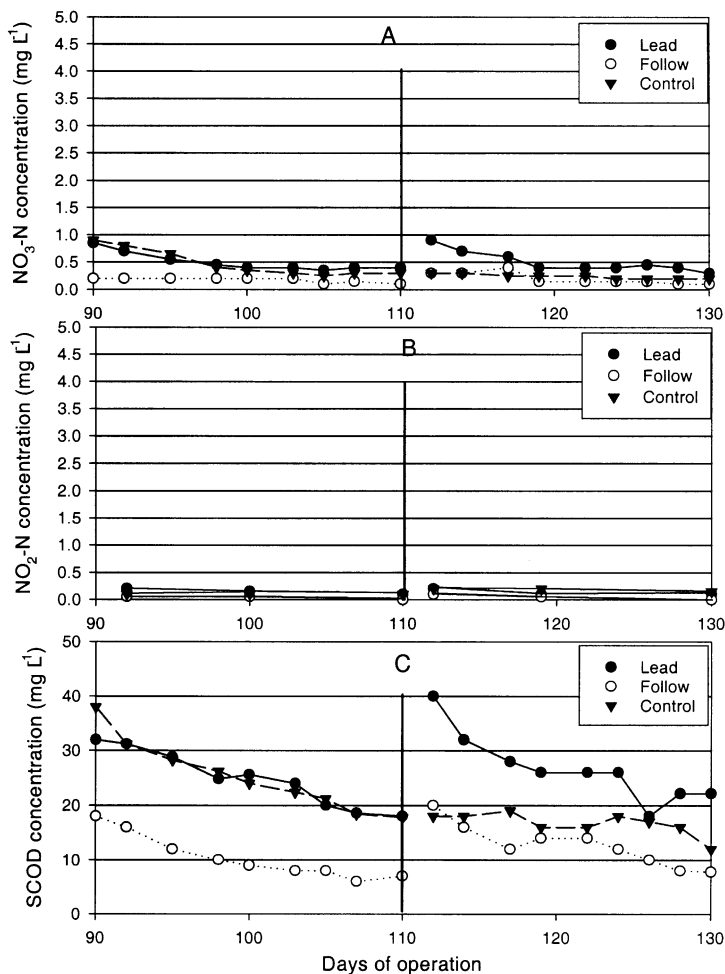 A
Lead
Follow
Control
NO₃-N concentration (mg L⁻¹)
5.0
4.5
4.0
3.5
3.0
2.5
2.0
1.5
1.0
0.5
0.0
90
100
110
120
130
B
Lead
Follow
Control
NO₂-N concentration (mg L⁻¹)
5.0
4.5
4.0
3.5
3.0
2.5
2.0
1.5
1.0
0.5
0.0
90
100
110
120
130
C
Lead
Follow
Control
SCOD concentration (mg L⁻¹)
50
40
30
20
10
0
90
100
110
120
130
Days of operation